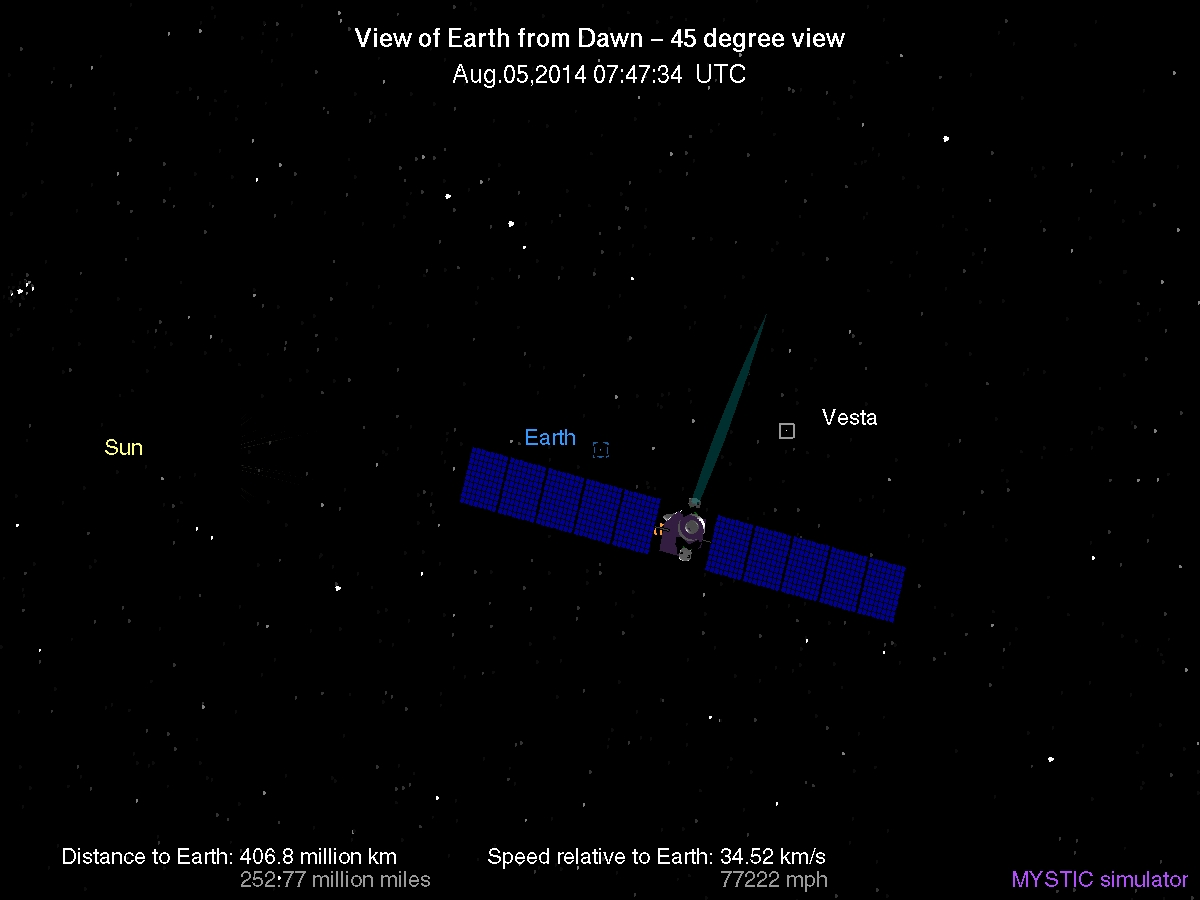 View of Earth from Dawn – 45 degree view
Aug.05,2014 07:47:34 UTC
Vesta
Earth
Sun
Distance to Earth: 406.8 million km
252.77 million miles
Speed relative to Earth: 34.52 km/s
77222 mph
MYSTIC simulator